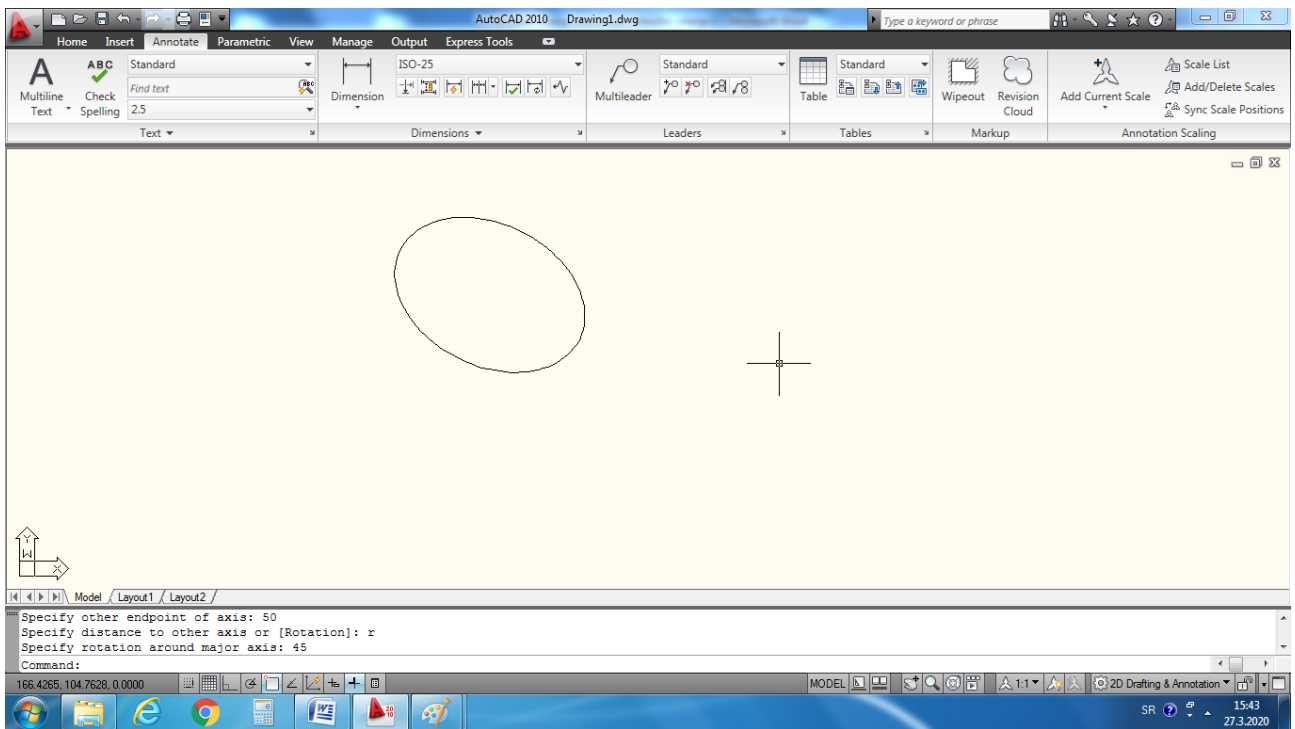 AutoCAD 2010 Drawing1.dwg
Type a keyword or phrase
Home Insert Annotate Parametric View Manage Output Express Tools
A
Multiline
Text
ABC
Check
Spelling
Standard
Find text
ABC
2.5
Text
Dimension
ISO-25
Dimensions
Multileader
Standard
Leaders
Table
Standard
Tables
Wipeout
Revision
Cloud
Markup
Add Current Scale
Scale List
Add/Delete Scales
Sync Scale Positions
Annotation Scaling
Y
W
X
Model Layout1 Layout2
Specify other endpoint of axis: 50
Specify distance to other axis or [Rotation]: r
Specify rotation around major axis: 45
Command:
166.4265, 104.7628, 0.0000
MODEL
1:1
2D Drafting & Annotation
SR
15:43
27.3.2020